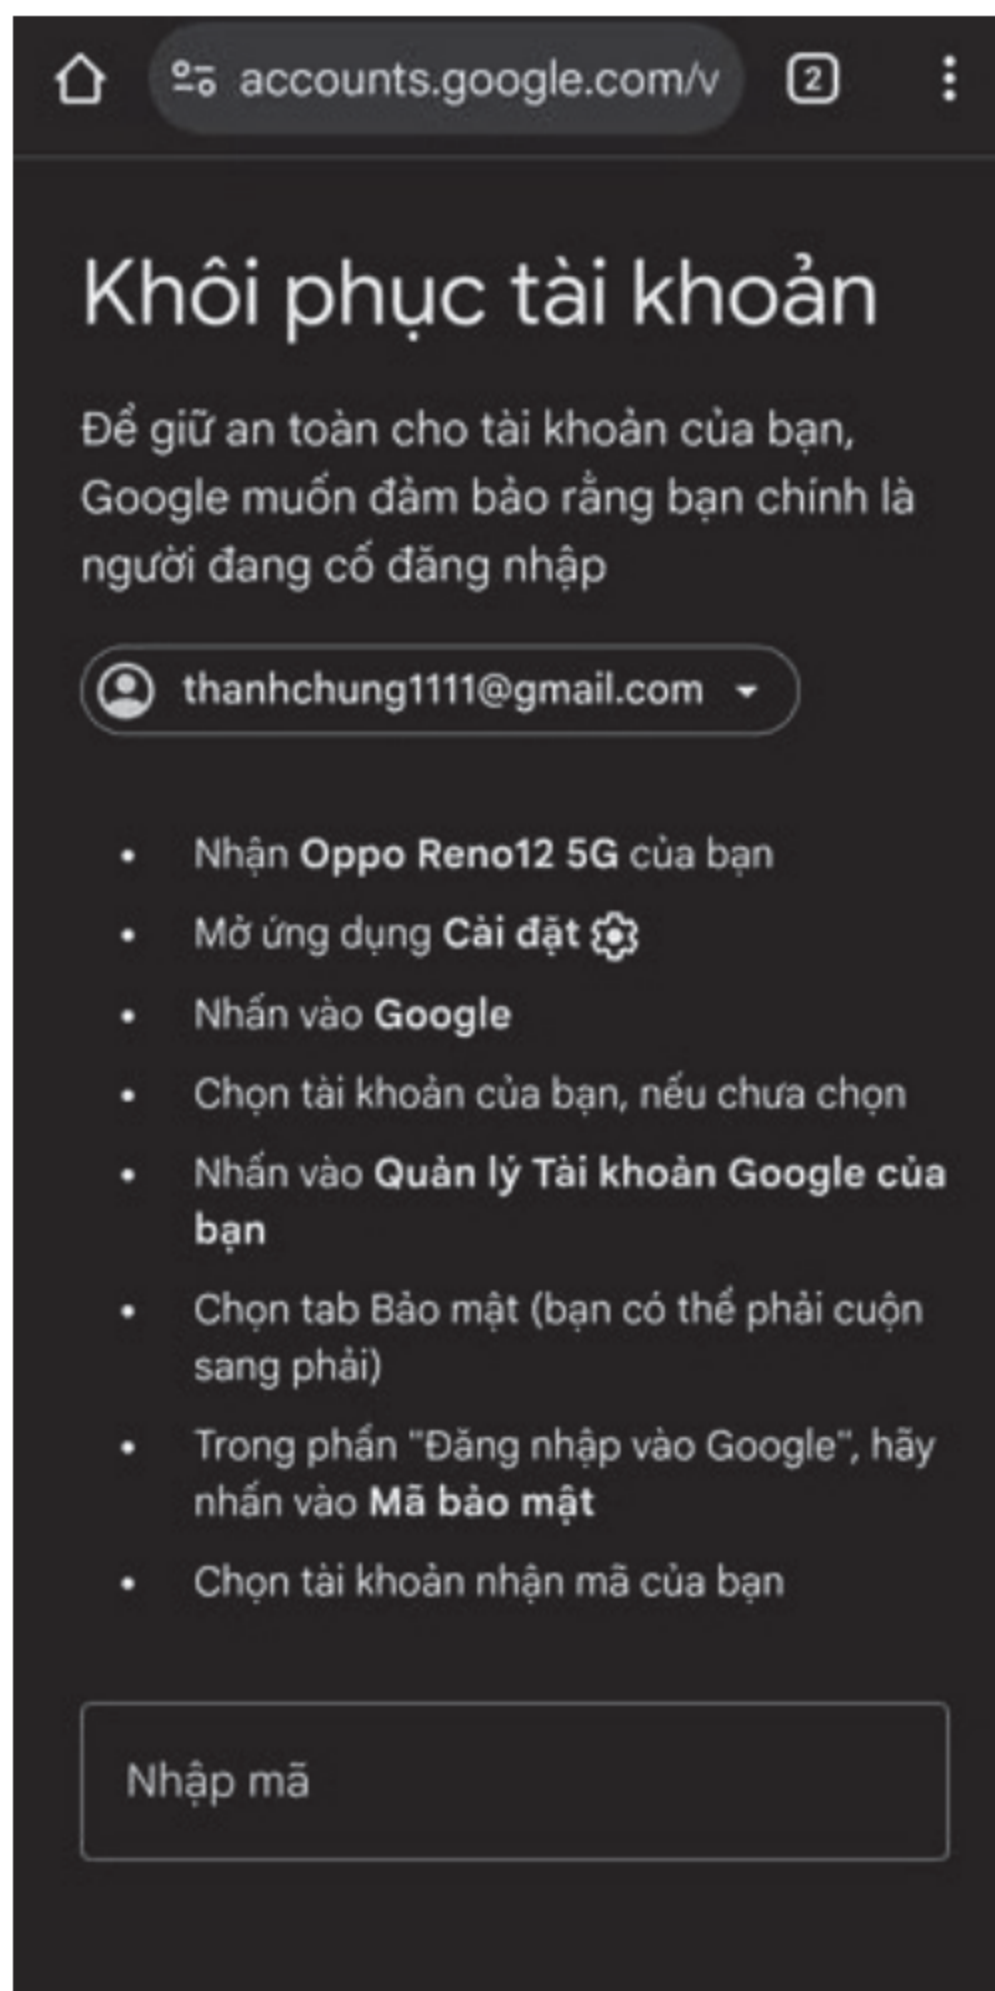 accounts.google.com/v
2
Khôi phục tài khoản
Để giữ an toàn cho tài khoản của bạn,
Google muốn đảm bảo rằng bạn chính là
người đang cố đăng nhập
thanhchung1111@gmail.com
• Nhận Oppo Reno12 5G của bạn
• Mở ứng dụng Cài đặt
• Nhấn vào Google
• Chọn tài khoản của bạn, nếu chưa chọn
• Nhấn vào Quản lý Tài khoản Google của
bạn
• Chọn tab Bảo mật (bạn có thể phải cuộn
sang phải)
• Trong phần "Đăng nhập vào Google", hãy
nhấn vào Mã bảo mật
• Chọn tài khoản nhận mã của bạn
Nhập mã